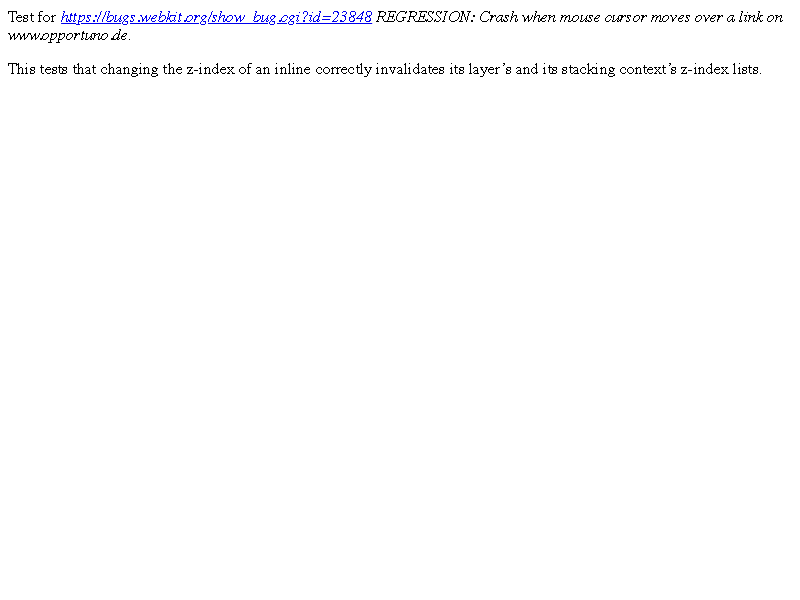 Test for https://bugs.webkit.org/show_bug.cgi?id=23848 REGRESSION: Crash when mouse cursor moves over a link on
www.opportuno.de.
This tests that changing the z-index of an inline correctly invalidates its layer’s and its stacking context’s z-index lists.